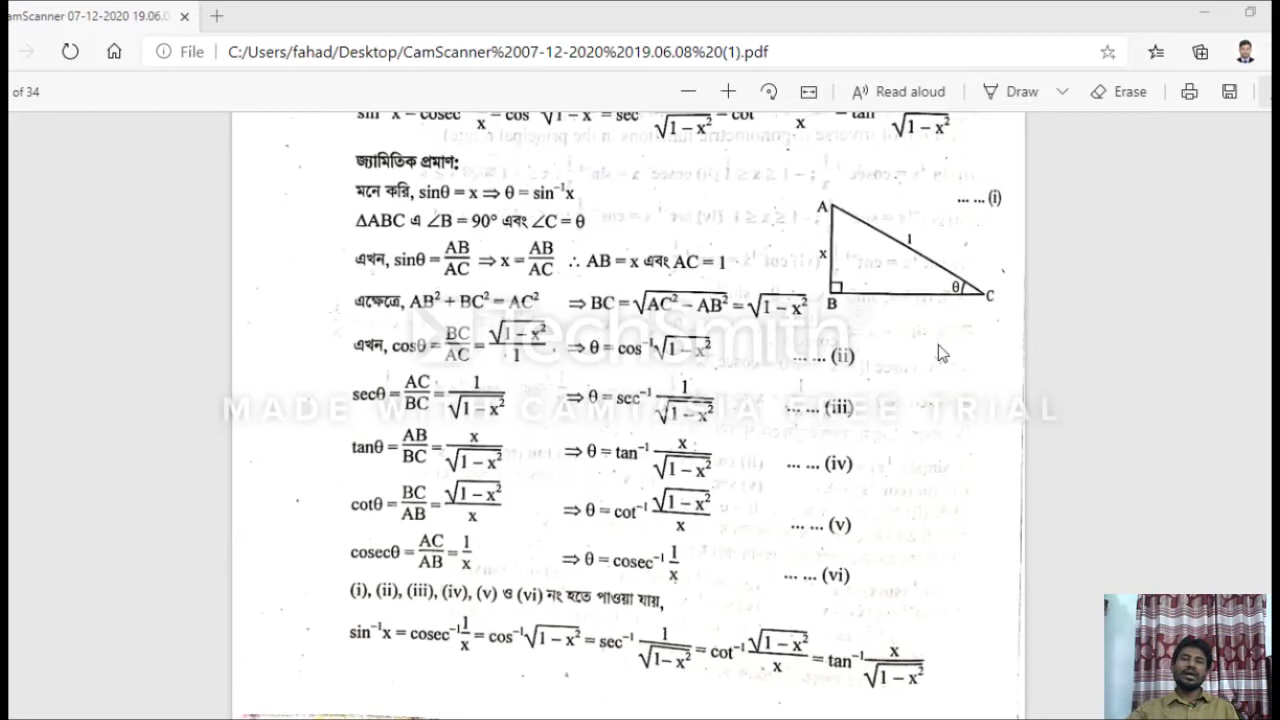 amScanner 07-12-2020 19.06.0
File C:/Users/fahad/Desktop/CamScanner%2007-12-2020%2019.06.08%20(1).pdf
of 34 Read aloud Draw Erase
জ্যামিতিক প্রমাণ:
মনে করি, sinθ = x ⇒ θ = sin⁻¹x ... ... (i)
ΔABC এ ∠B = 90° এবং ∠C = θ
এখন, sinθ = AB/AC ⇒ x = AB/AC ∴ AB = x এবং AC = 1
A
1
x
θ
B
C
এক্ষেত্রে, AB² + BC² = AC² ⇒ BC = √(AC² − AB²) = √(1 − x²)
TechSmith
এখন, cosθ = BC/AC = √(1 − x²)/1 ⇒ θ = cos⁻¹√(1 − x²) ... ... (ii)
MADE WITH CAMTASIA FREE TRIAL
secθ = AC/BC = 1/√(1 − x²) ⇒ θ = sec⁻¹ 1/√(1 − x²) ... ... (iii)
tanθ = AB/BC = x/√(1 − x²) ⇒ θ = tan⁻¹ x/√(1 − x²) ... ... (iv)
cotθ = BC/AB = √(1 − x²)/x ⇒ θ = cot⁻¹ √(1 − x²)/x ... ... (v)
cosecθ = AC/AB = 1/x ⇒ θ = cosec⁻¹ 1/x ... ... (vi)
(i), (ii), (iii), (iv), (v) ও (vi) নং হতে পাওয়া যায়,
sin⁻¹x = cosec⁻¹ 1/x = cos⁻¹√(1 − x²) = sec⁻¹ 1/√(1 − x²) = cot⁻¹ √(1 − x²)/x = tan⁻¹ x/√(1 − x²)